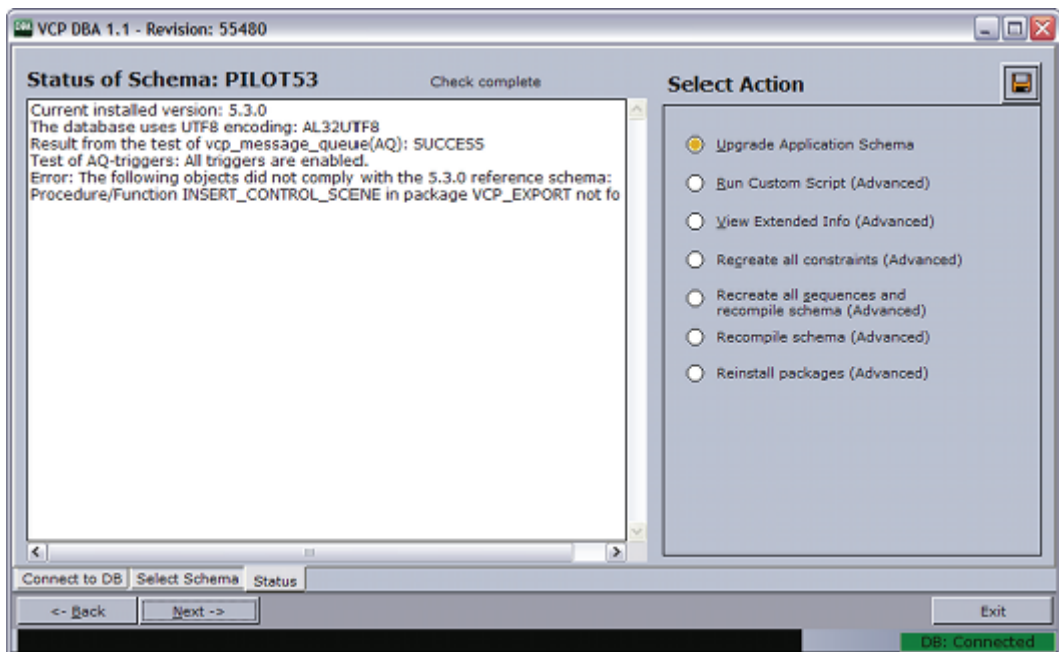 VCP DBA 1.1 - Revision: 55480
Status of Schema: PILOT53
Check complete
Current installed version: 5.3.0
The database uses UTF8 encoding: AL32UTF8
Result from the test of vcp_message_queue(AQ): SUCCESS
Test of AQ-triggers: All triggers are enabled.
Error: The following objects did not comply with the 5.3.0 reference schema:
Procedure/Function INSERT_CONTROL_SCENE in package VCP_EXPORT not fo
Select Action
Upgrade Application Schema
Run Custom Script (Advanced)
View Extended Info (Advanced)
Regreate all constraints (Advanced)
Recreate all sequences and
recompile schema (Advanced)
Recompile schema (Advanced)
Reinstall packages (Advanced)
Connect to DB
Select Schema
Status
<- Back
Next ->
Exit
DB: Connected